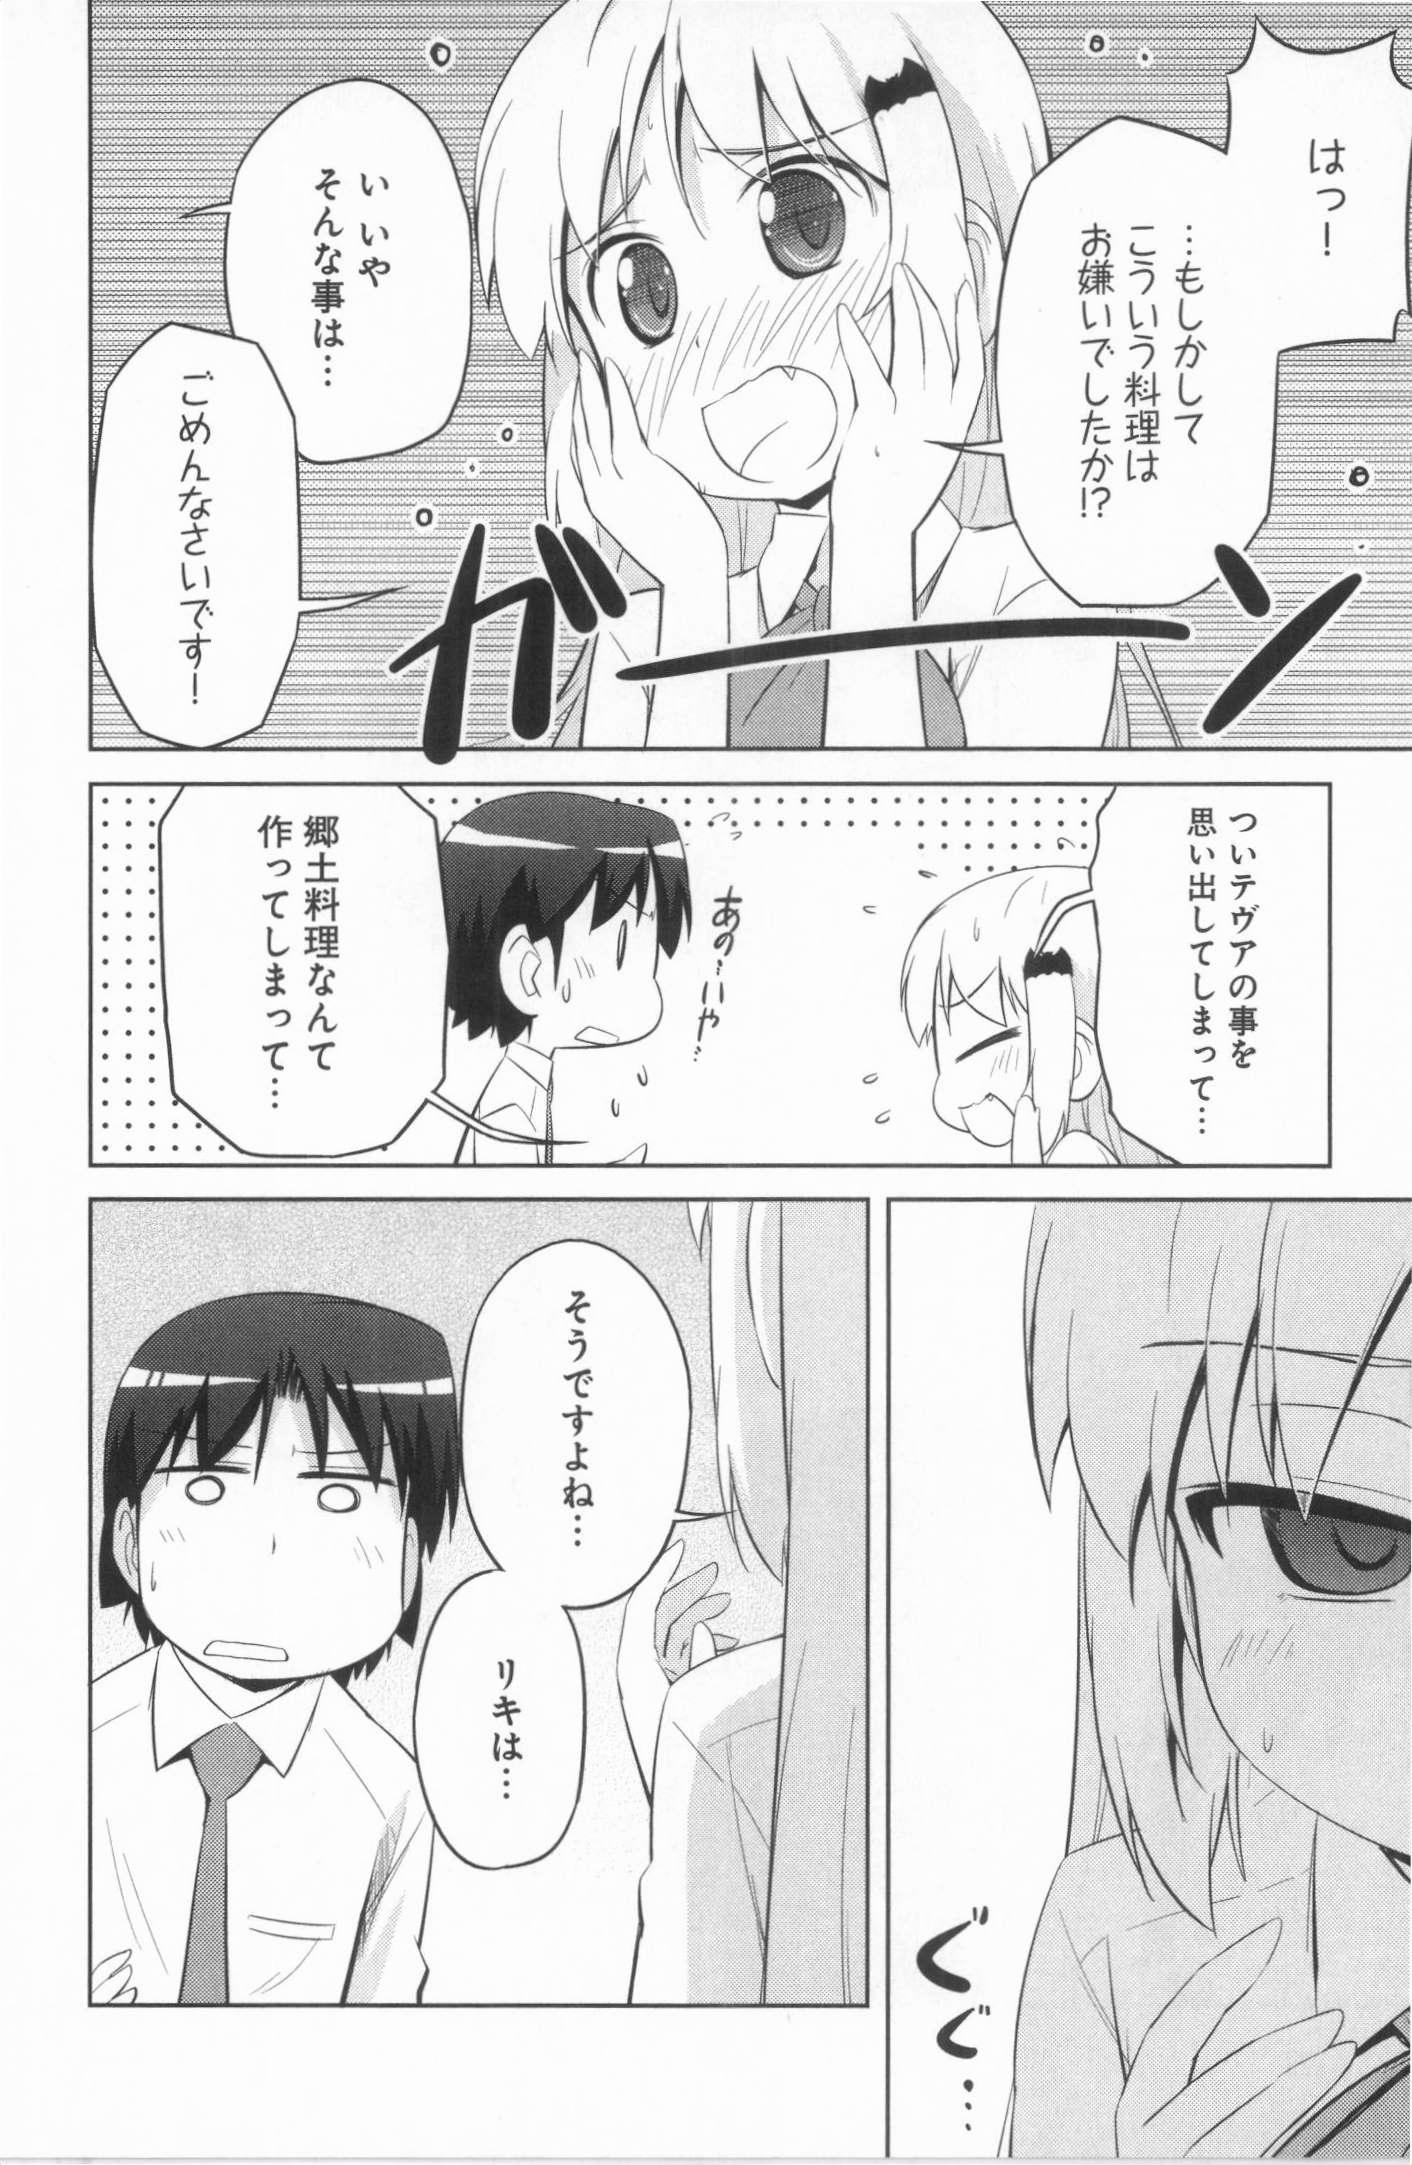 はっ！
…もしかして
こういう料理は
お嫌いでしたか!?
いいや
そんな事は…
ごめんなさいです！
ガーン
ついテヴアの事を
思い出してしまって…
あの…いや…
郷土料理なんて
作ってしまって…
ぐぐ…
そうですよね…
リキは…